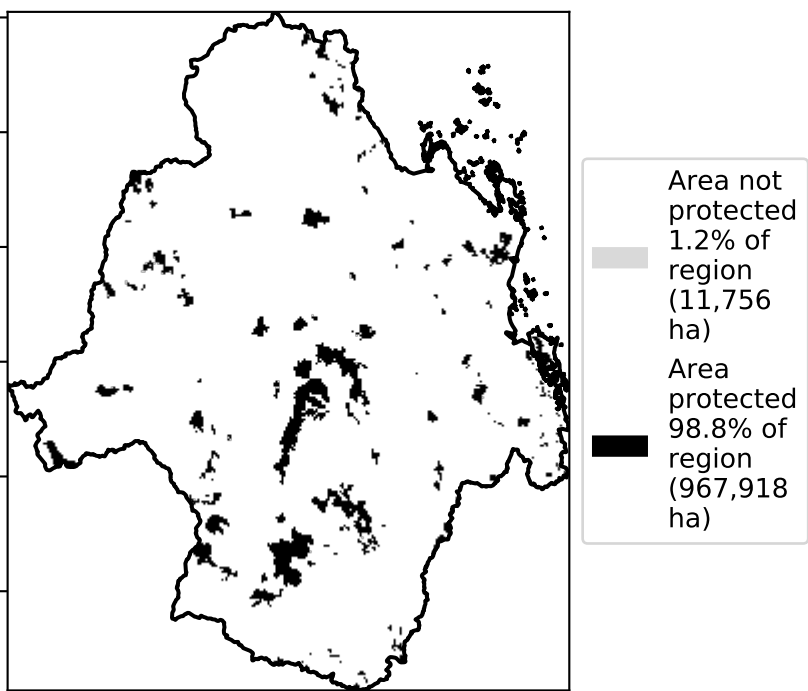 Area not
protected
1.2% of
region
(11,756
ha)
Area
protected
98.8% of
region
(967,918
ha)